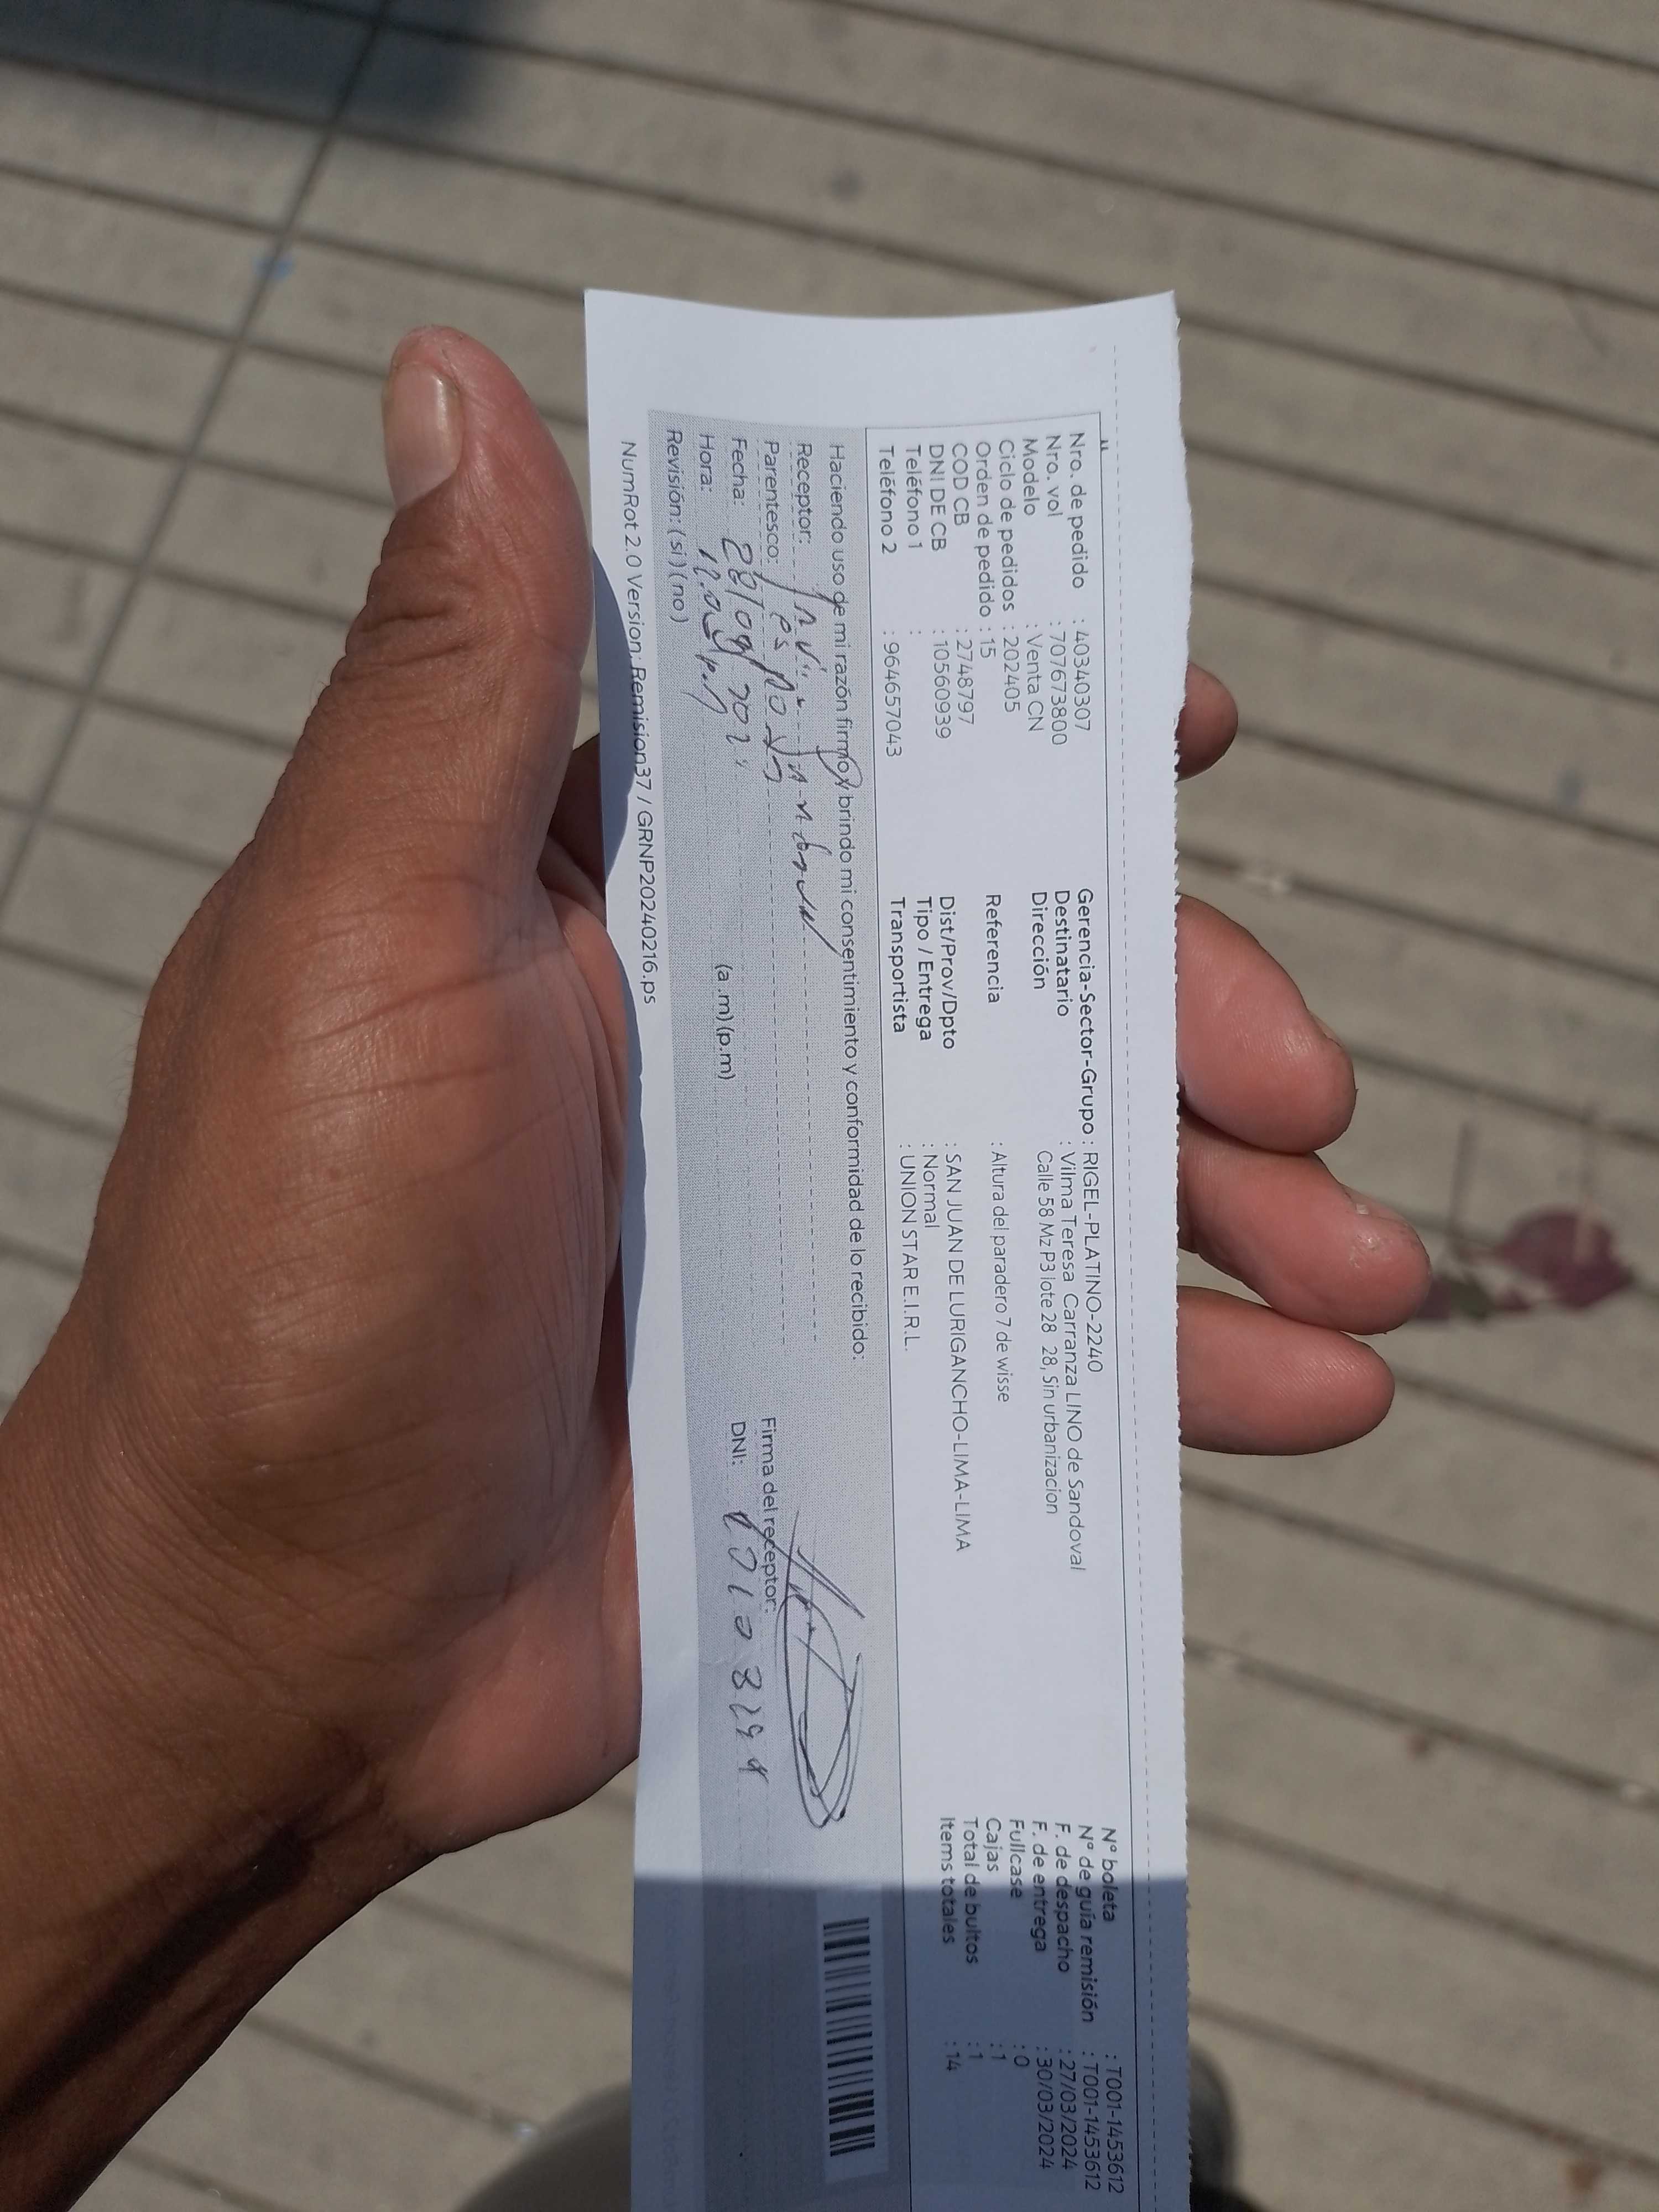 Nro. de pedido : 40340307
Nro. vol : 707673800
Modelo : Venta CN
Ciclo de pedidos : 202405
Orden de pedido : 15
COD CB : 2748797
DNI DE CB : 10560939
Teléfono 1 :
Teléfono 2 : 964657043
Gerencia-Sector-Grupo : RIGEL-PLATINO-2240
Destinatario : Vilma Teresa Carranza LINO de Sandoval
Dirección Calle 58 Mz P3 lote 28 28, Sin urbanizacion
Referencia : Altura del paradero 7 de wisse
Dist/Prov/Dpto : SAN JUAN DE LURIGANCHO-LIMA-LIMA
Tipo / Entrega : Normal
Transportista : UNION STAR E.I.R.L.
N° boleta : T001-1453612
N° de guía remisión : T001-1453612
F. de despacho : 27/03/2024
F. de entrega : 30/03/2024
Fullcase : 0
Cajas : 1
Total de bultos : 1
Items totales : 14
Haciendo uso de mi razón firmo y brindo mi consentimiento y conformidad de lo recibido:
Receptor:
Parentesco: Esposo
Fecha:
Hora: (a .m) (p.m)
Revisión: (si ) ( no )
Firma del receptor:
DNI:
NumRot 2.0 Version: Remision37 / GRNP20240216.ps